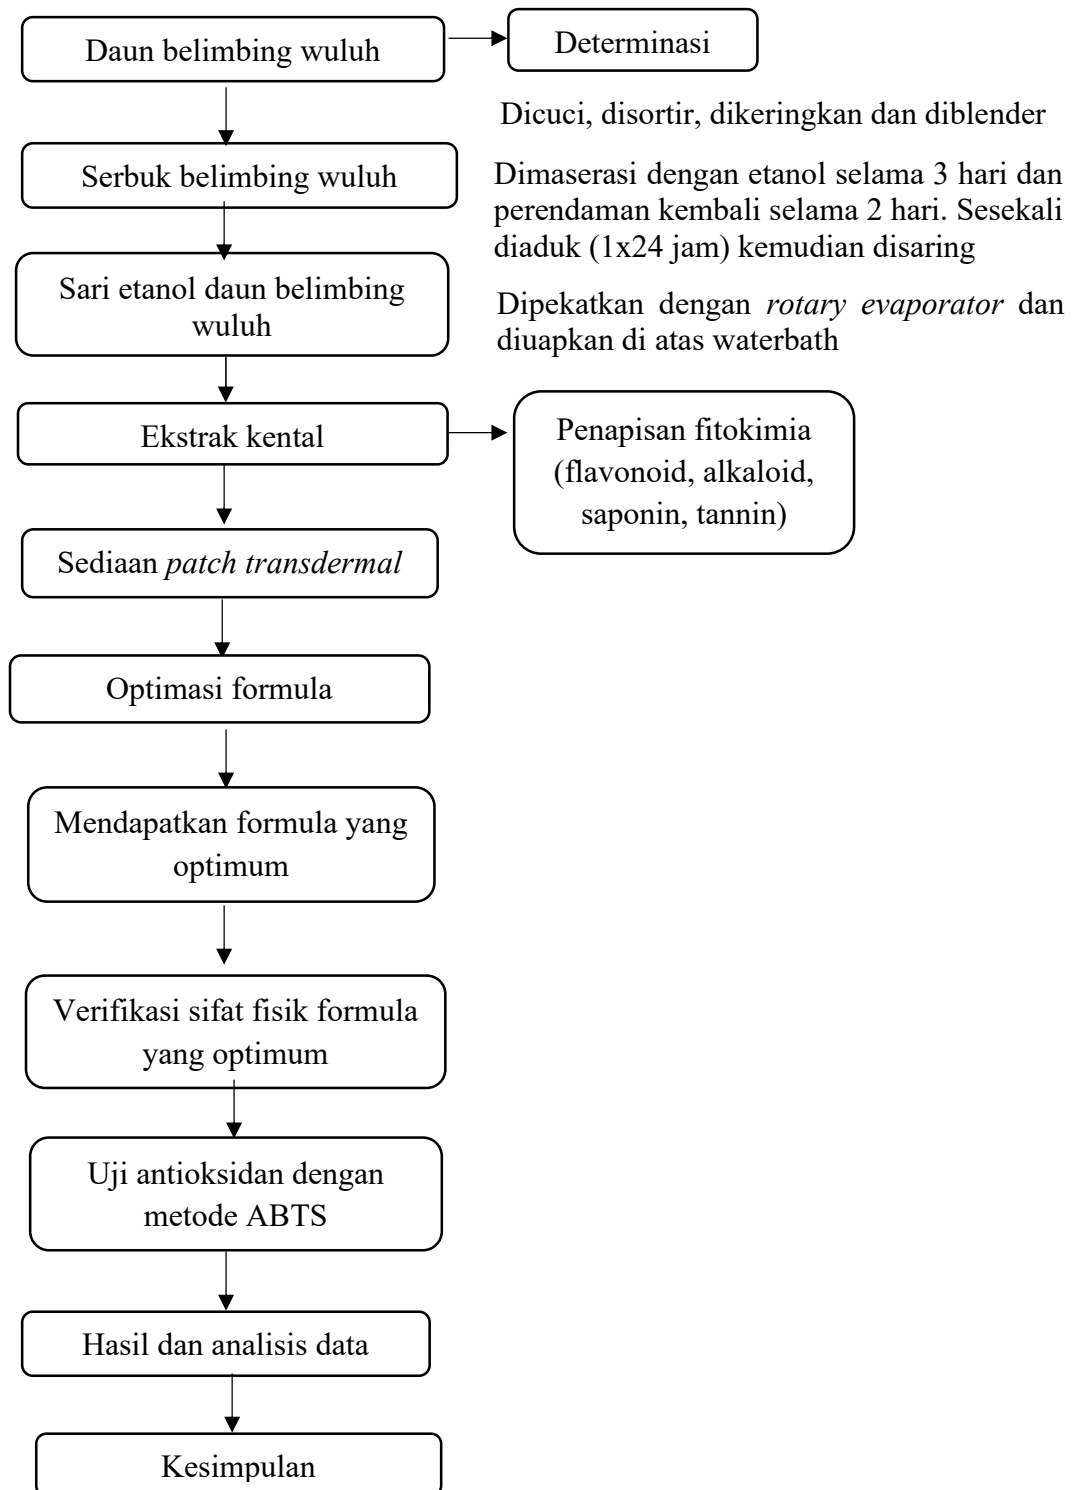 Daun belimbing wuluh
Determinasi
Dicuci, disortir, dikeringkan dan diblender
Serbuk belimbing wuluh
Dimaserasi dengan etanol selama 3 hari dan
perendaman kembali selama 2 hari. Sesekali
diaduk (1x24 jam) kemudian disaring
Sari etanol daun belimbing
wuluh
Dipekatkan dengan rotary evaporator dan
diuapkan di atas waterbath
Ekstrak kental
Penapisan fitokimia
(flavonoid, alkaloid,
saponin, tannin)
Sediaan patch transdermal
Optimasi formula
Mendapatkan formula yang
optimum
Verifikasi sifat fisik formula
yang optimum
Uji antioksidan dengan
metode ABTS
Hasil dan analisis data
Kesimpulan